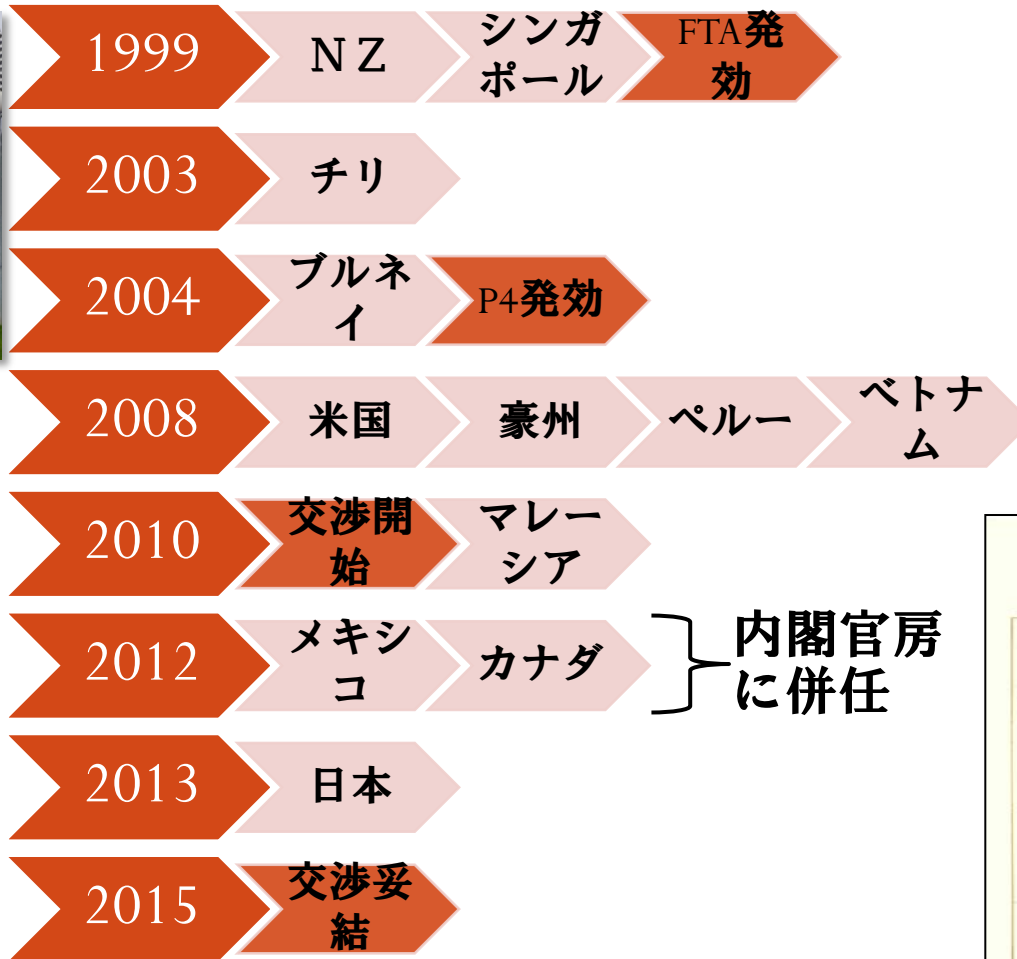 1999
ＮＺ
シンガ
ポール
FTA発
効
2003
チリ
2004
ブルネ
イ
P4発効
2008
米国
豪州
ペルー
ベトナ
ム
2010
交渉開
始
マレー
シア
2012
メキシ
コ
カナダ
内閣官房
に併任
2013
日本
2015
交渉妥
結